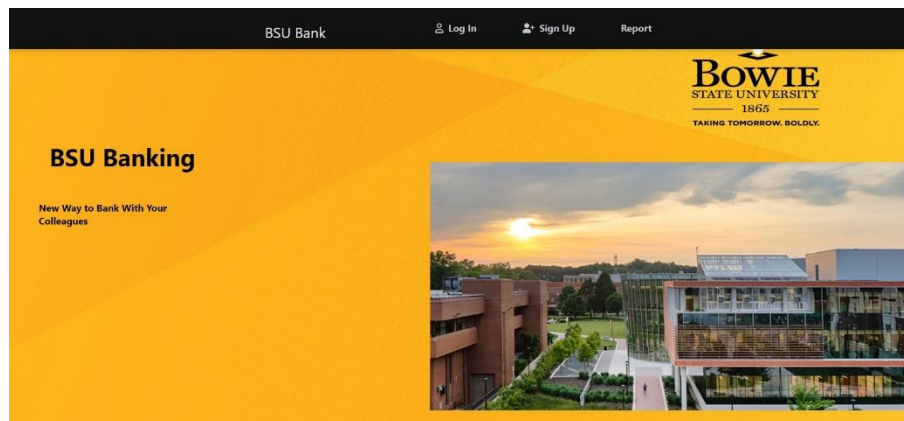 BSU Bank
Log In
Sign Up
Report
BOWIE
STATE UNIVERSITY
1865
TAKING TOMORROW. BOLDLY.
BSU Banking
New Way to Bank With Your
Colleagues